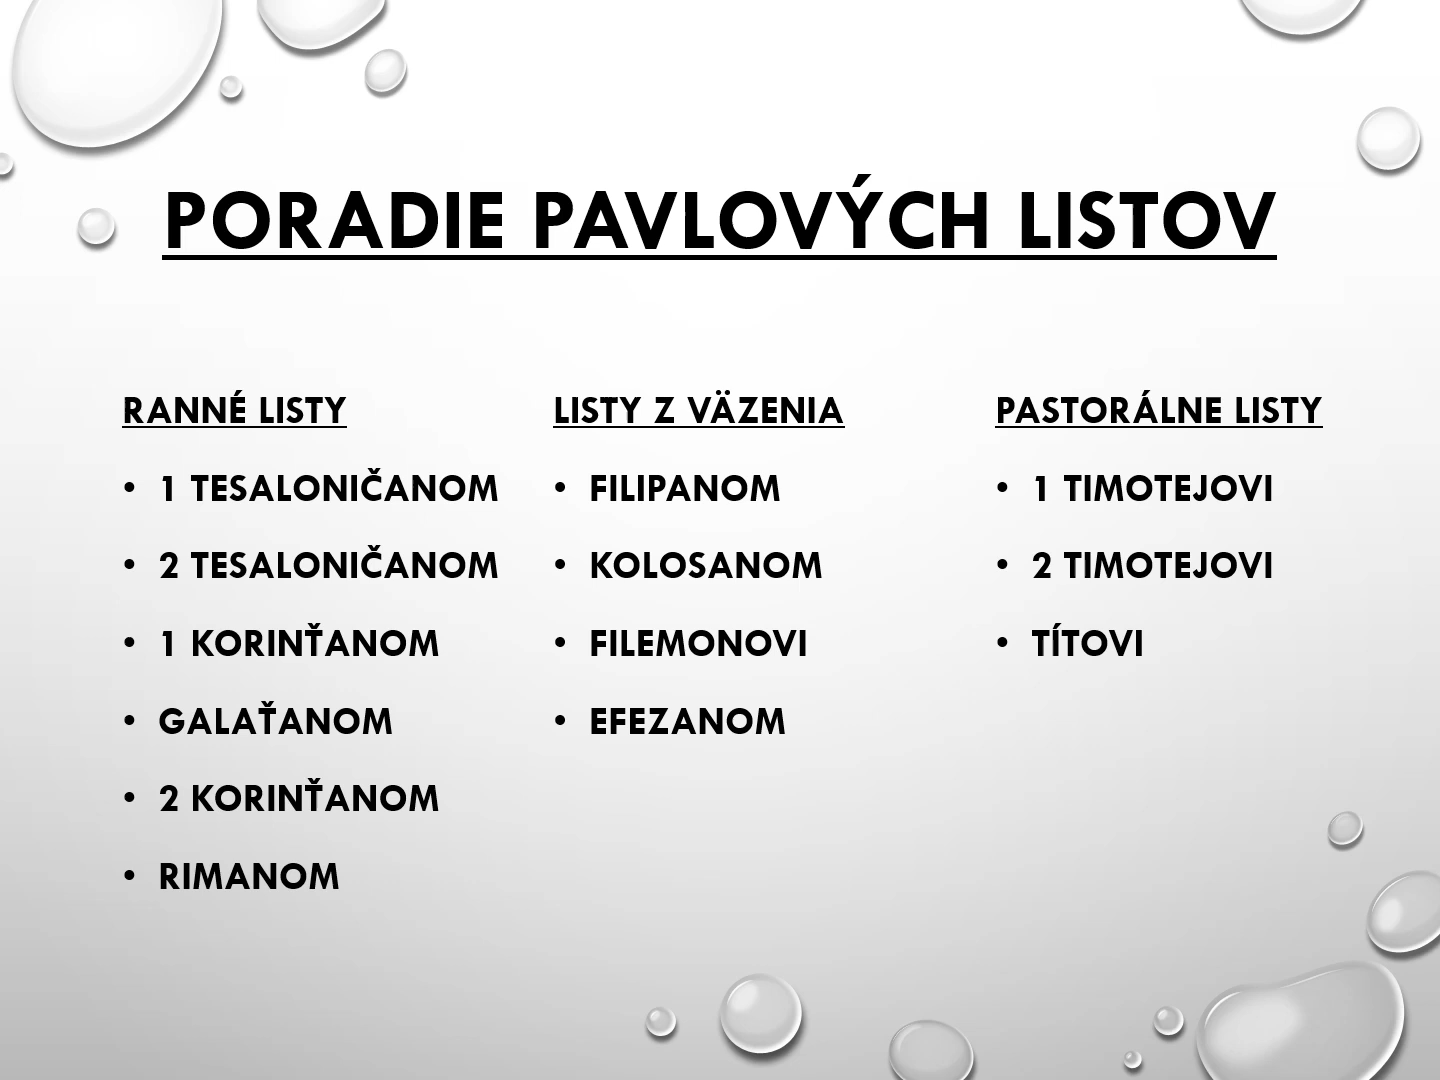 PORADIE PAVLOVÝCH LISTOV
RANNÉ LISTY
• 1 TESALONIČANOM
• 2 TESALONIČANOM
• 1 KORINŤANOM
• GALAŤANOM
• 2 KORINŤANOM
• RIMANOM
LISTY Z VÄZENIA
• FILIPANOM
• KOLOSANOM
• FILEMONOVI
• EFEZANOM
PASTORÁLNE LISTY
• 1 TIMOTEJOVI
• 2 TIMOTEJOVI
• TÍTOVI